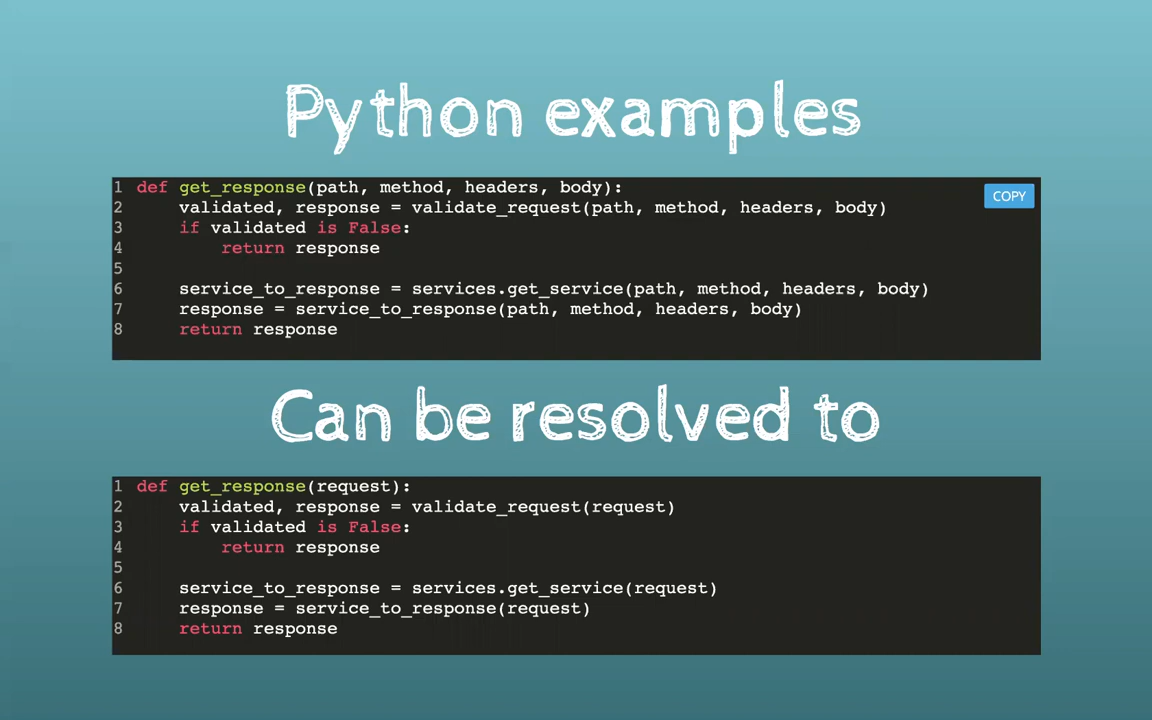 Python examples
1 def get_response(path, method, headers, body):
2     validated, response = validate_request(path, method, headers, body)
3     if validated is False:
4         return response
5
6     service_to_response = services.get_service(path, method, headers, body)
7     response = service_to_response(path, method, headers, body)
8     return response
COPY
Can be resolved to
1 def get_response(request):
2     validated, response = validate_request(request)
3     if validated is False:
4         return response
5
6     service_to_response = services.get_service(request)
7     response = service_to_response(request)
8     return response